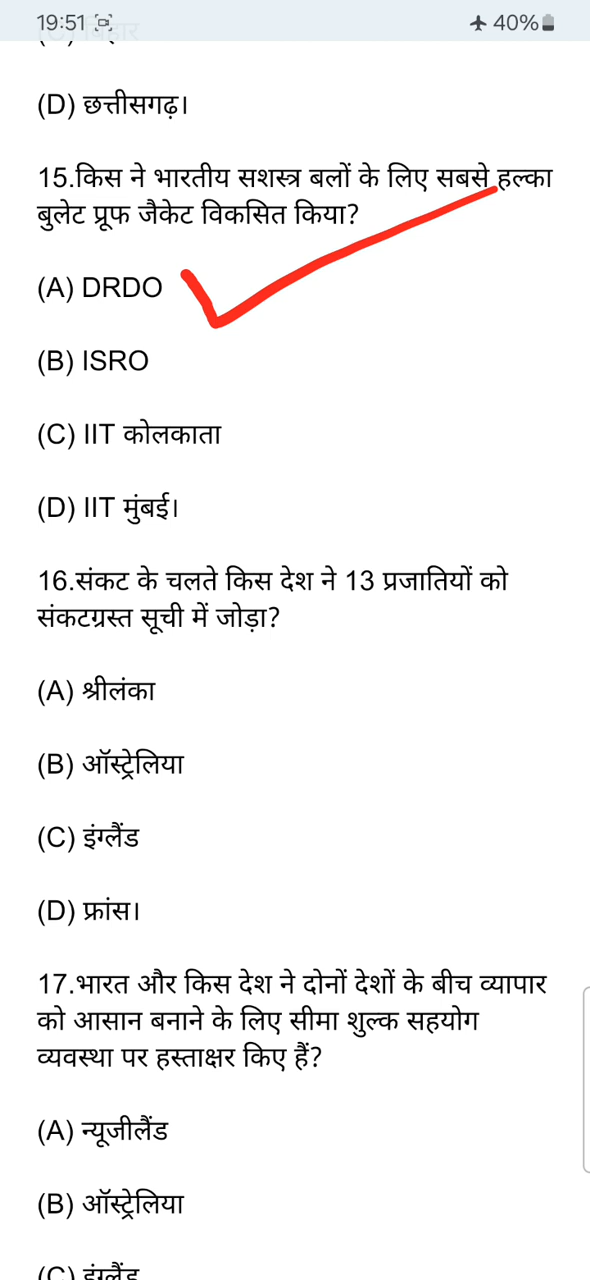 19:51
40%
(D) छत्तीसगढ़।
15.किस ने भारतीय सशस्त्र बलों के लिए सबसे हल्का
बुलेट प्रूफ जैकेट विकसित किया?
(A) DRDO
(B) ISRO
(C) IIT कोलकाता
(D) IIT मुंबई।
16.संकट के चलते किस देश ने 13 प्रजातियों को
संकटग्रस्त सूची में जोड़ा?
(A) श्रीलंका
(B) ऑस्ट्रेलिया
(C) इंग्लैंड
(D) फ्रांस।
17.भारत और किस देश ने दोनों देशों के बीच व्यापार
को आसान बनाने के लिए सीमा शुल्क सहयोग
व्यवस्था पर हस्ताक्षर किए हैं?
(A) न्यूजीलैंड
(B) ऑस्ट्रेलिया
(C) इंग्लैंड